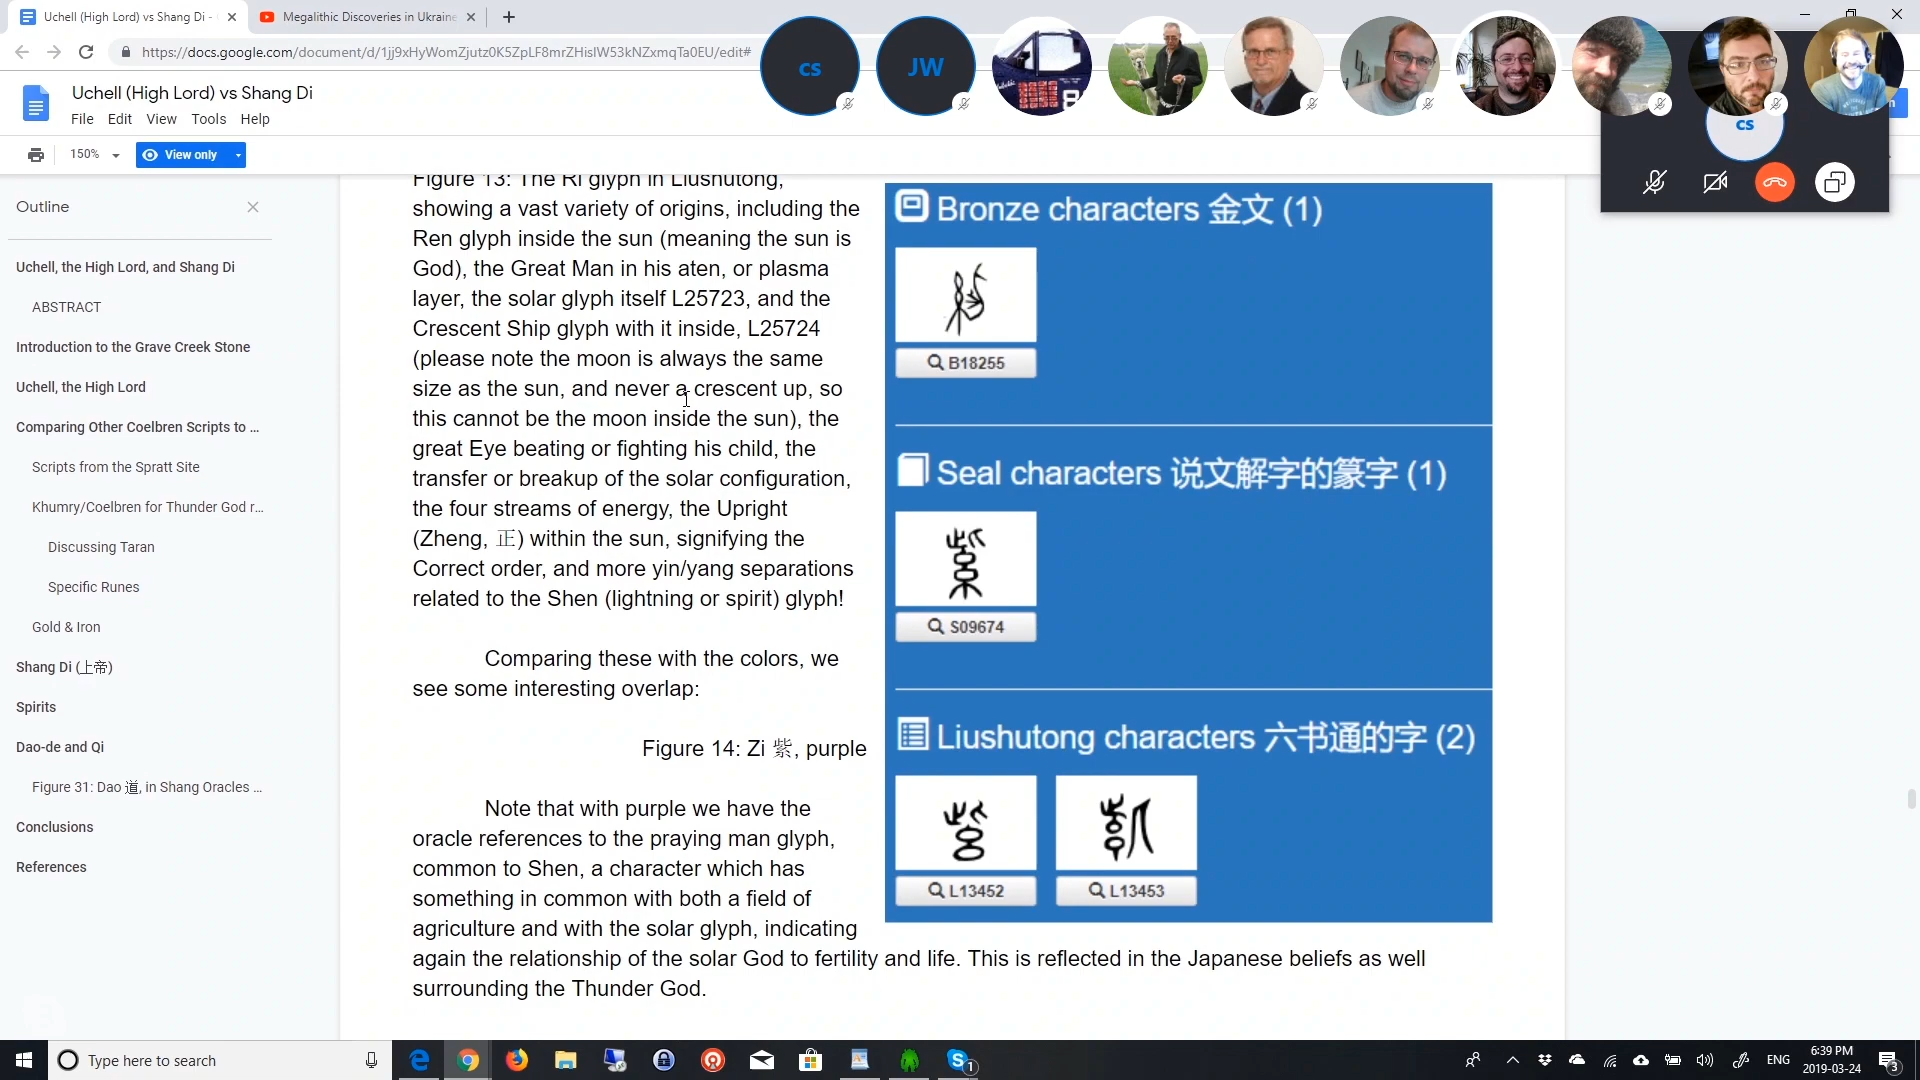 Uchell (High Lord) vs Shang Di -
Megalithic Discoveries in Ukraine
https://docs.google.com/document/d/1jj9xHyWomZjutz0K5ZpLF8mrZHisIW53kNZxmqTa0EU/edit#
Uchell (High Lord) vs Shang Di
File Edit View Tools Help
150%
View only
CS
JW
CS
Outline
Uchell, the High Lord, and Shang Di
ABSTRACT
Introduction to the Grave Creek Stone
Uchell, the High Lord
Comparing Other Coelbren Scripts to ...
Scripts from the Spratt Site
Khumry/Coelbren for Thunder God r...
Discussing Taran
Specific Runes
Gold & Iron
Shang Di (上帝)
Spirits
Dao-de and Qi
Figure 31: Dao 道, in Shang Oracles ...
Conclusions
References
Figure 13: The Ri glyph in Liushutong,
showing a vast variety of origins, including the
Ren glyph inside the sun (meaning the sun is
God), the Great Man in his aten, or plasma
layer, the solar glyph itself L25723, and the
Crescent Ship glyph with it inside, L25724
(please note the moon is always the same
size as the sun, and never a crescent up, so
this cannot be the moon inside the sun), the
great Eye beating or fighting his child, the
transfer or breakup of the solar configuration,
the four streams of energy, the Upright
(Zheng, 正) within the sun, signifying the
Correct order, and more yin/yang separations
related to the Shen (lightning or spirit) glyph!
Comparing these with the colors, we
see some interesting overlap:
Figure 14: Zi 紫, purple
Note that with purple we have the
oracle references to the praying man glyph,
common to Shen, a character which has
something in common with both a field of
agriculture and with the solar glyph, indicating
again the relationship of the solar God to fertility and life. This is reflected in the Japanese beliefs as well
surrounding the Thunder God.
Bronze characters 金文 (1)
B18255
Seal characters 说文解字的篆字 (1)
S09674
Liushutong characters 六书通的字 (2)
L13452
L13453
Type here to search
ENG
6:39 PM
2019-03-24
1
3